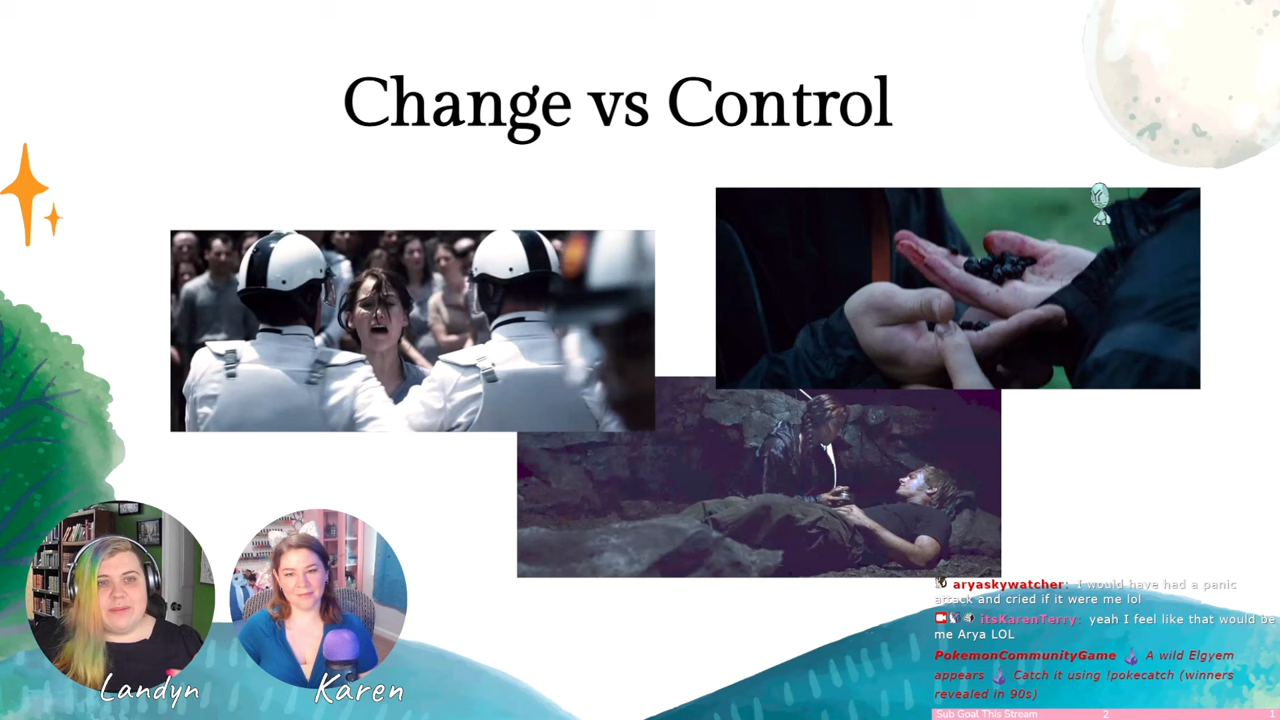 Change vs Control
Landyn
Karen
aryaskywatcher: I would have had a panic
attack and cried if it were me lol
itsKarenTerry: yeah I feel like that would be
me Arya LOL
PokemonCommunityGame A wild Elgyem
appears Catch it using !pokecatch (winners
revealed in 90s)
Sub Goal This Stream 2 1